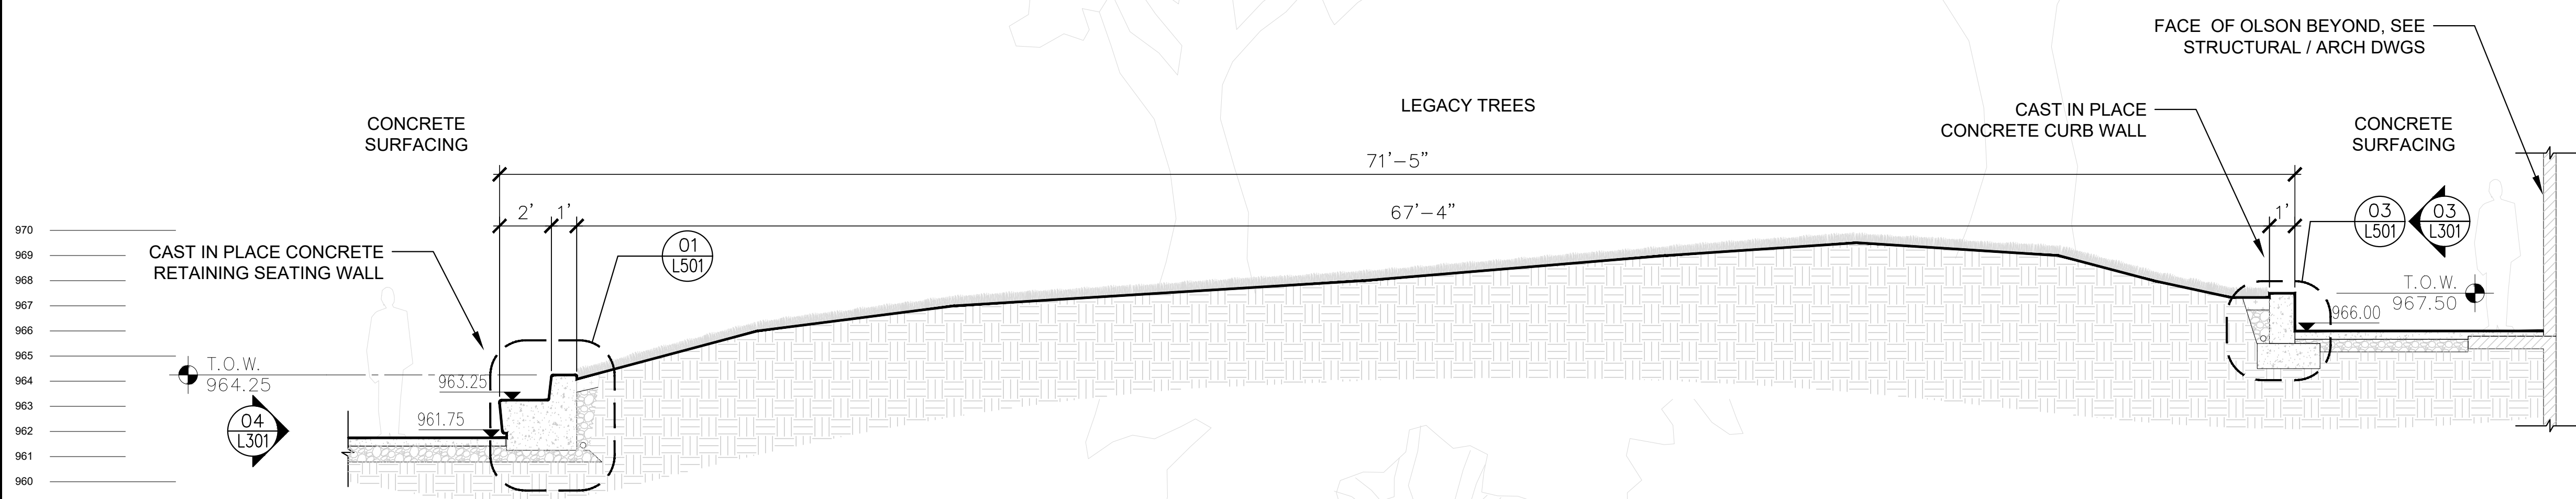 FACE OF OLSON BEYOND, SEE
STRUCTURAL / ARCH DWGS
LEGACY TREES
CAST IN PLACE
CONCRETE CURB WALL
CONCRETE
SURFACING
CONCRETE
SURFACING
71'-5"
2'
1'
67'-4"
1'
03
L501
03
L301
CAST IN PLACE CONCRETE
RETAINING SEATING WALL
01
L501
970
969
968
967
966
965
964
963
962
961
960
T.O.W.
967.50
966.00
T.O.W.
964.25
963.25
961.75
04
L301